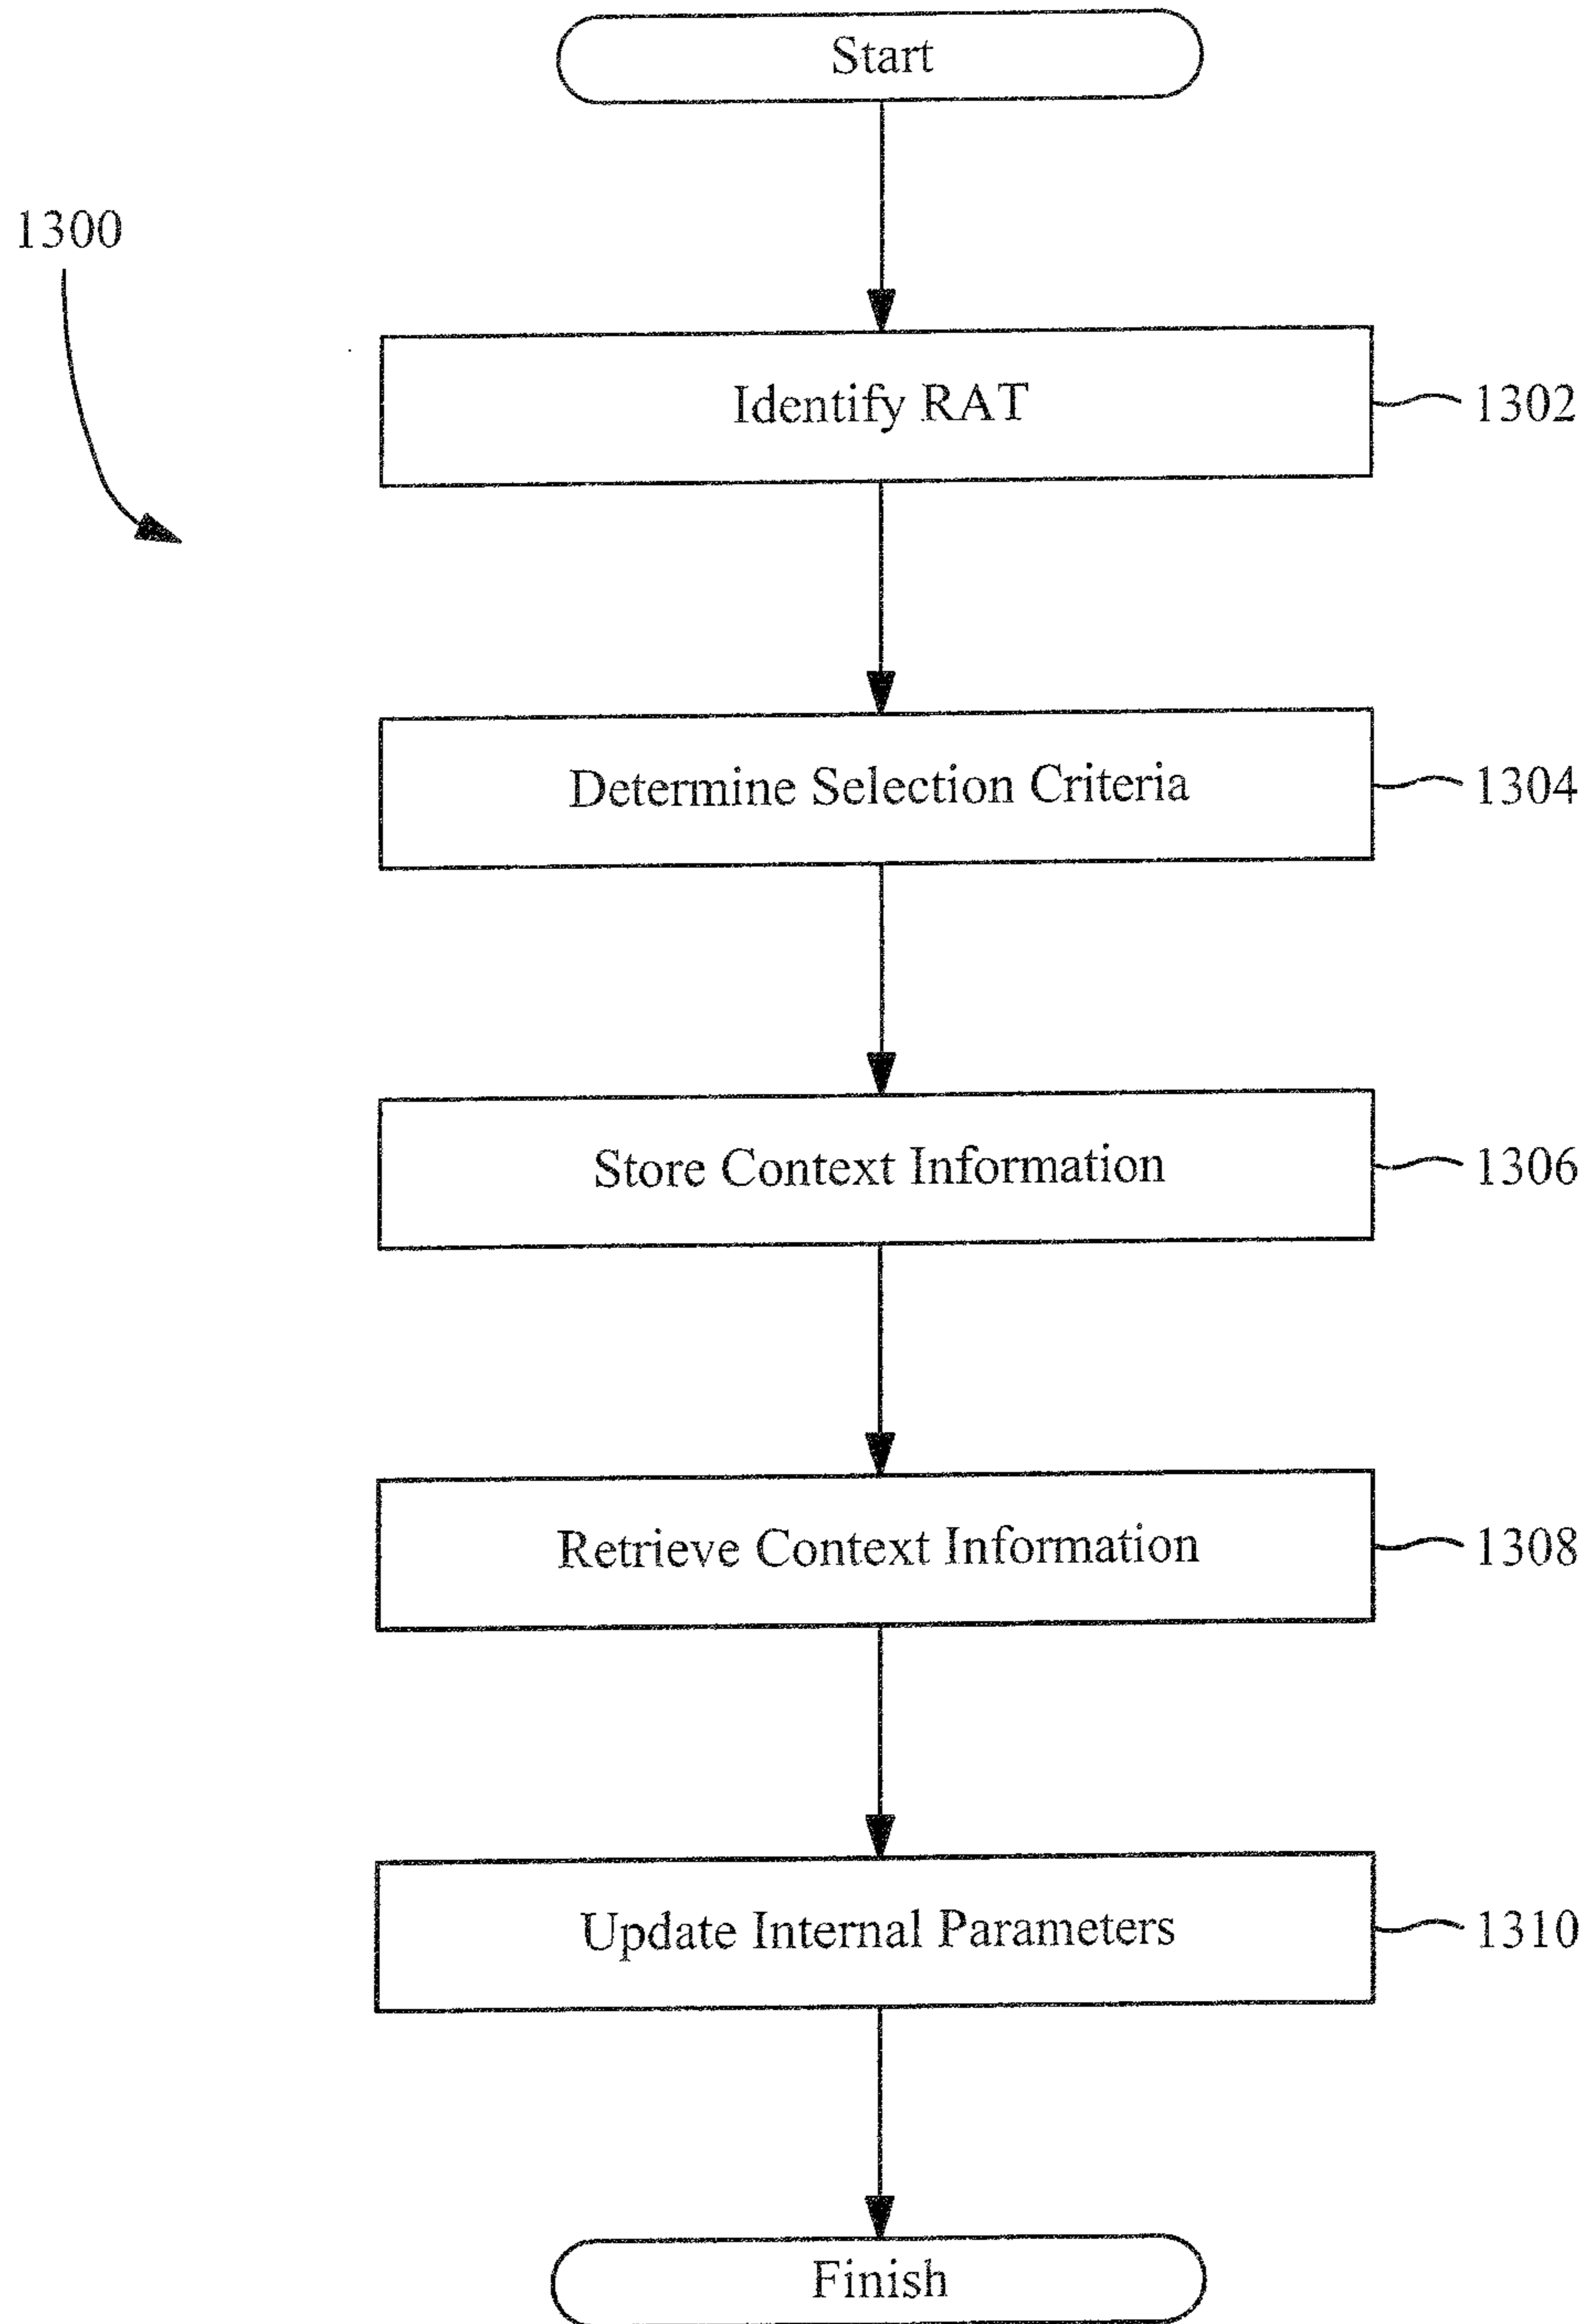 Start
1300
Identify RAT
1302
Determine Selection Criteria
1304
Store Context Information
1306
Retrieve Context Information
1308
Update Internal Parameters
1310
Finish